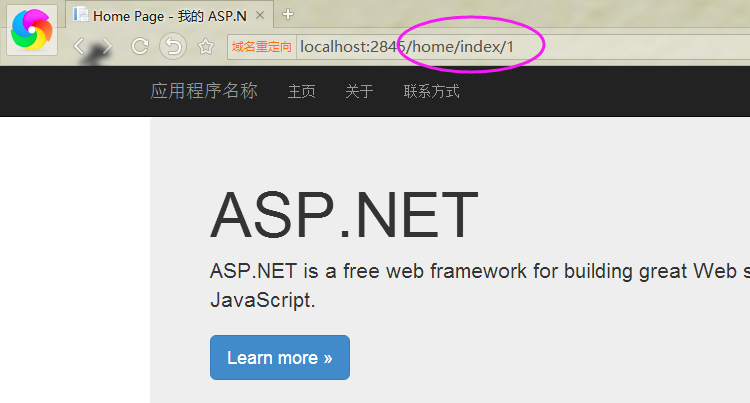 Home Page - 我的 ASP.N
域名重定向 localhost:2845/home/index/1
应用程序名称 主页 关于 联系方式
ASP.NET
ASP.NET is a free web framework for building great Web s
JavaScript.
Learn more »